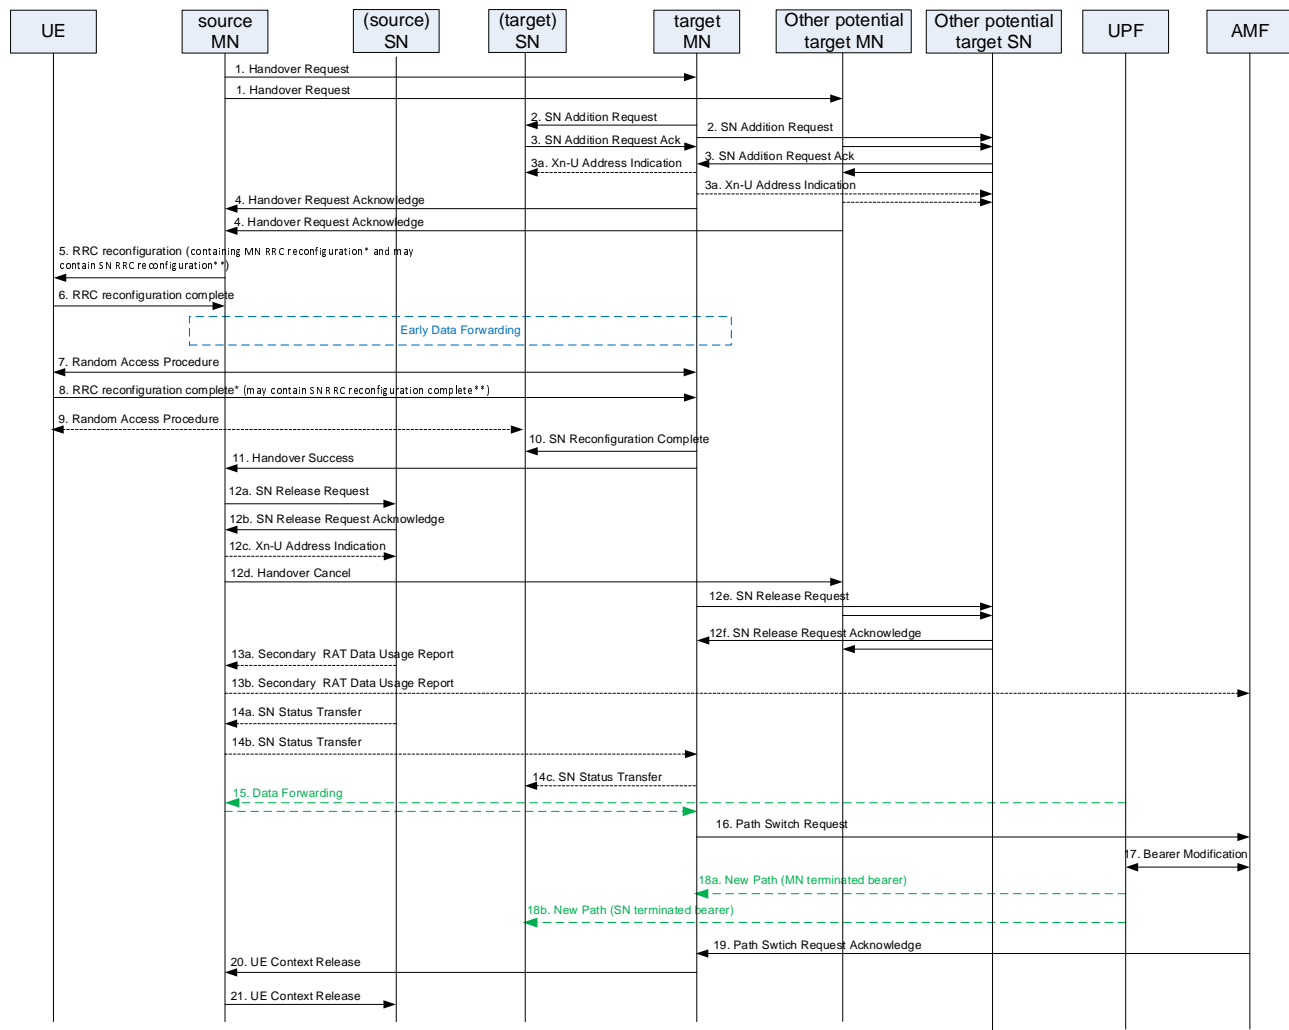 UE
source
MN
(source)
SN
(target)
SN
target
MN
Other potential
target MN
Other potential
target SN
UPF
AMF
1. Handover Request
1. Handover Request
2. SN Addition Request
2. SN Addition Request
3. SN Addition Request Ack
3. SN Addition Request Ack
3a. Xn-U Address Indication
3a. Xn-U Address Indication
4. Handover Request Acknowledge
4. Handover Request Acknowledge
5. RRC reconfiguration (containing MN RRC reconfiguration* and may
contain SN RRC reconfiguration**)
6. RRC reconfiguration complete
Early Data Forwarding
7. Random Access Procedure
8. RRC reconfiguration complete* (may contain SN RRC reconfiguration complete**)
9. Random Access Procedure
10. SN Reconfiguration Complete
11. Handover Success
12a. SN Release Request
12b. SN Release Request Acknowledge
12c. Xn-U Address Indication
12d. Handover Cancel
12e. SN Release Request
12f. SN Release Request Acknowledge
13a. Secondary RAT Data Usage Report
13b. Secondary RAT Data Usage Report
14a. SN Status Transfer
14b. SN Status Transfer
14c. SN Status Transfer
15. Data Forwarding
16. Path Switch Request
17. Bearer Modification
18a. New Path (MN terminated bearer)
18b. New Path (SN terminated bearer)
19. Path Swtich Request Acknowledge
20. UE Context Release
21. UE Context Release